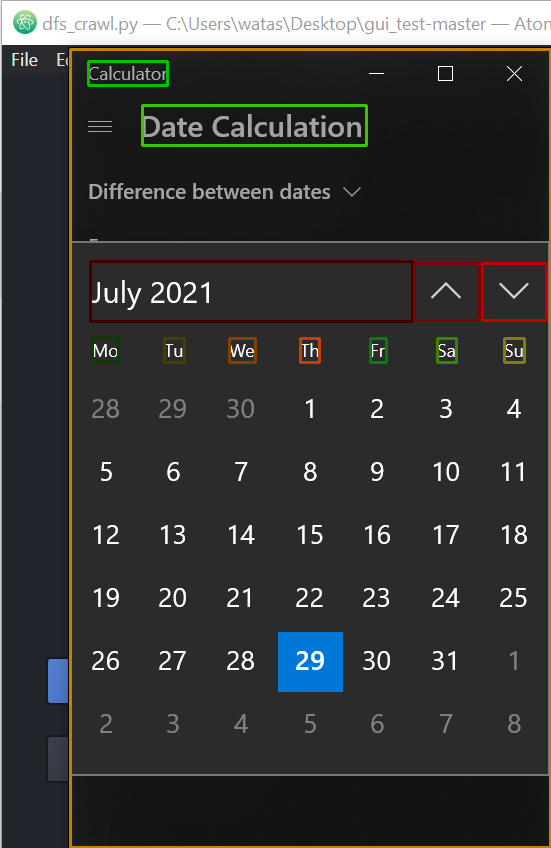 dfs_crawl.py — C:\Users\watas\Desktop\gui_test-master — Atom
File
Calculator
Date Calculation
Difference between dates
July 2021
Mo Tu We Th Fr Sa Su
28 29 30 1 2 3 4
5 6 7 8 9 10 11
12 13 14 15 16 17 18
19 20 21 22 23 24 25
26 27 28 29 30 31 1
2 3 4 5 6 7 8